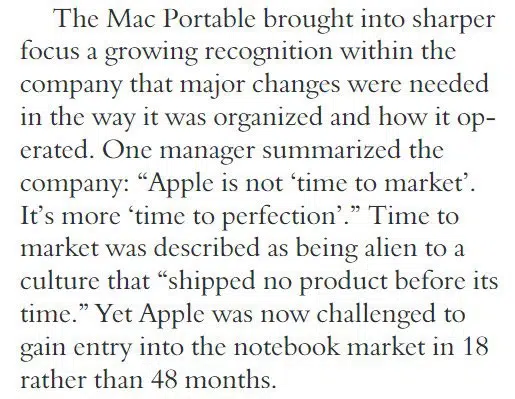 The Mac Portable brought into sharper
focus a growing recognition within the
company that major changes were needed
in the way it was organized and how it op-
erated. One manager summarized the
company: “Apple is not ‘time to market’.
It’s more ‘time to perfection’.” Time to
market was described as being alien to a
culture that “shipped no product before its
time.” Yet Apple was now challenged to
gain entry into the notebook market in 18
rather than 48 months.